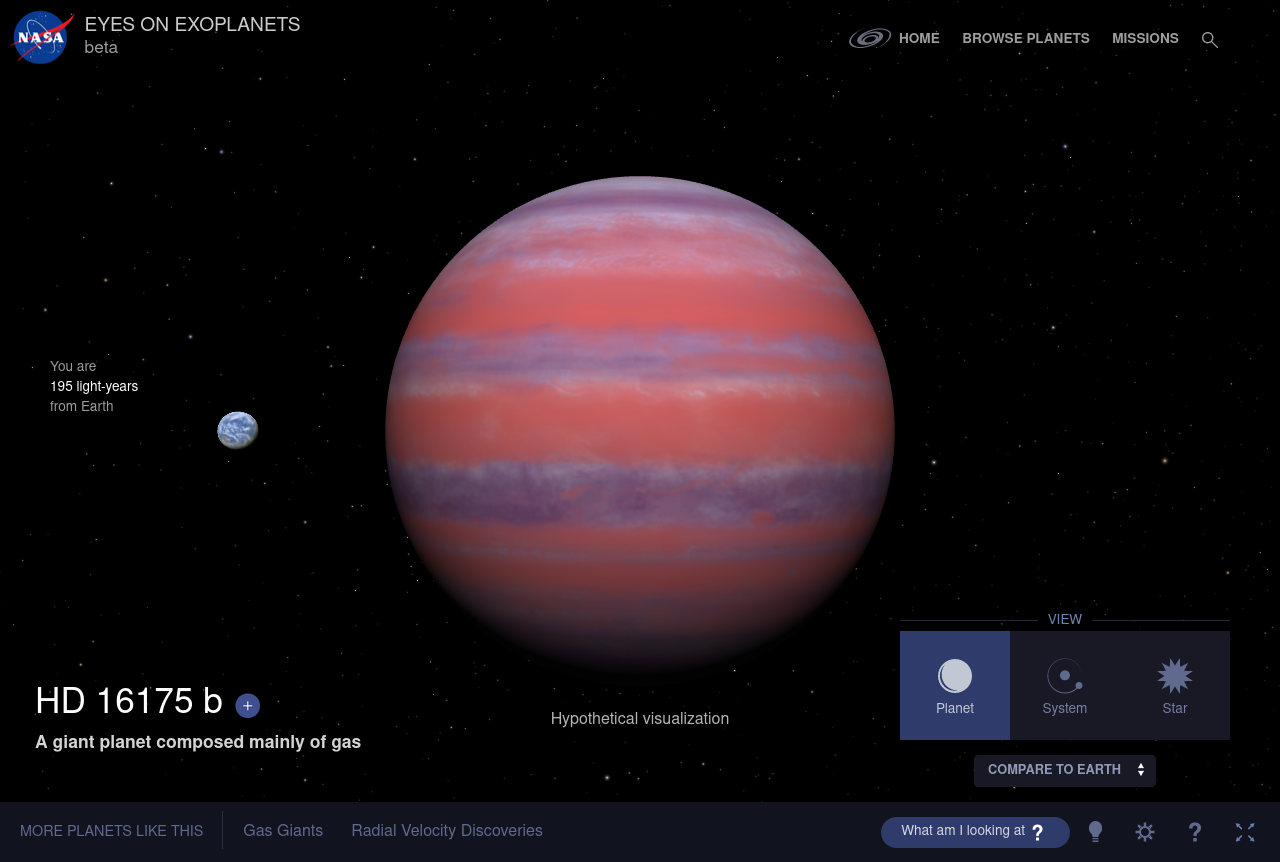 NASA
EYES ON EXOPLANETS
beta
HOME
BROWSE PLANETS
MISSIONS
You are
195 light-years
from Earth
HD 16175 b +
A giant planet composed mainly of gas
Hypothetical visualization
VIEW
Planet
System
Star
COMPARE TO EARTH
MORE PLANETS LIKE THIS
Gas Giants
Radial Velocity Discoveries
What am I looking at ?
?